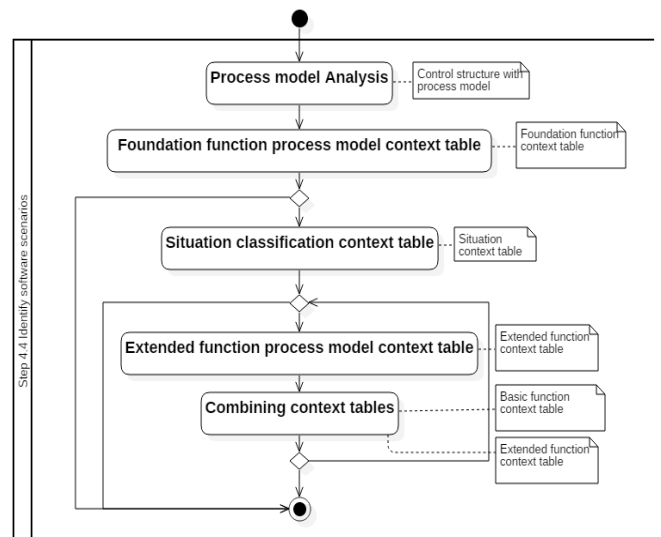 Step 4.4 Identify software scenarios
Process model Analysis
Control structure with
process model
Foundation function process model context table
Foundation function
context table
Situation classification context table
Situation
context table
Extended function process model context table
Extended function
context table
Combining context tables
Basic function
context table
Extended function
context table